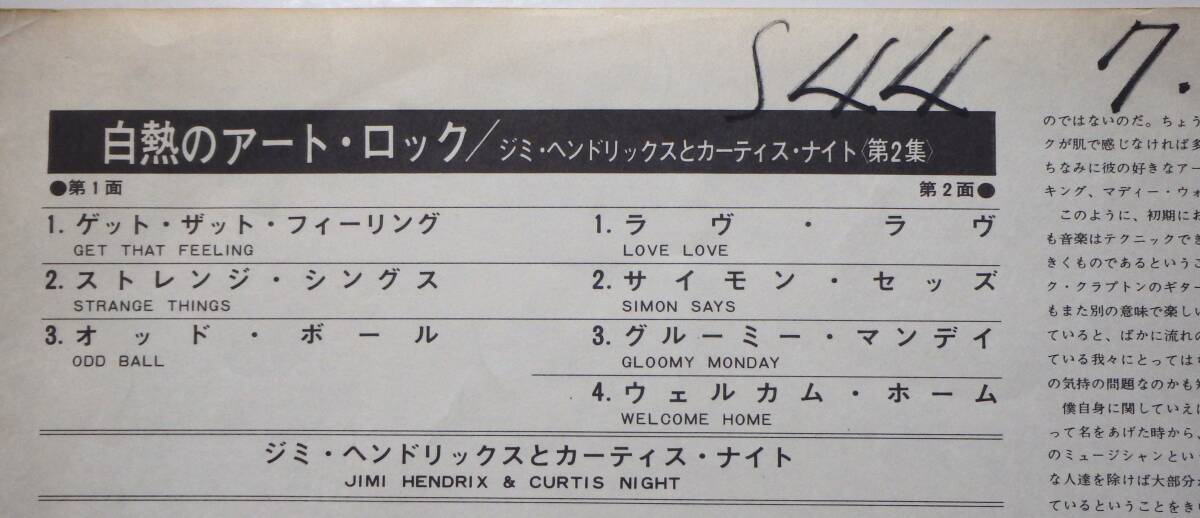 S44 7.
白熱のアート・ロック/ジミ・ヘンドリックスとカーティス・ナイト〈第2集〉
●第1面
1. ゲット・ザット・フィーリング
GET THAT FEELING
2. ストレンジ・シングス
STRANGE THINGS
3. オッド・ボール
ODD BALL
第2面●
1. ラヴ・ラヴ
LOVE LOVE
2. サイモン・セッズ
SIMON SAYS
3. グルーミー・マンデイ
GLOOMY MONDAY
4. ウェルカム・ホーム
WELCOME HOME
ジミ・ヘンドリックスとカーティス・ナイト
JIMI HENDRIX & CURTIS NIGHT
のではないのだ。ちょう
クが肌で感じなければ多
ちなみに彼の好きなアー
キング、マディー・ウォ
このように、初期にお
も音楽はテクニックでき
きくものであるというこ
ク・クラプトンのギター
もまた別の意味で楽しい
ていると、ばかに流れの
ている我々にとっては
の気持の問題なのかも知
僕自身に関していえば
って名をあげた時から、
のミュージシャンとい
な人達を除けば大部分が
ているということをき